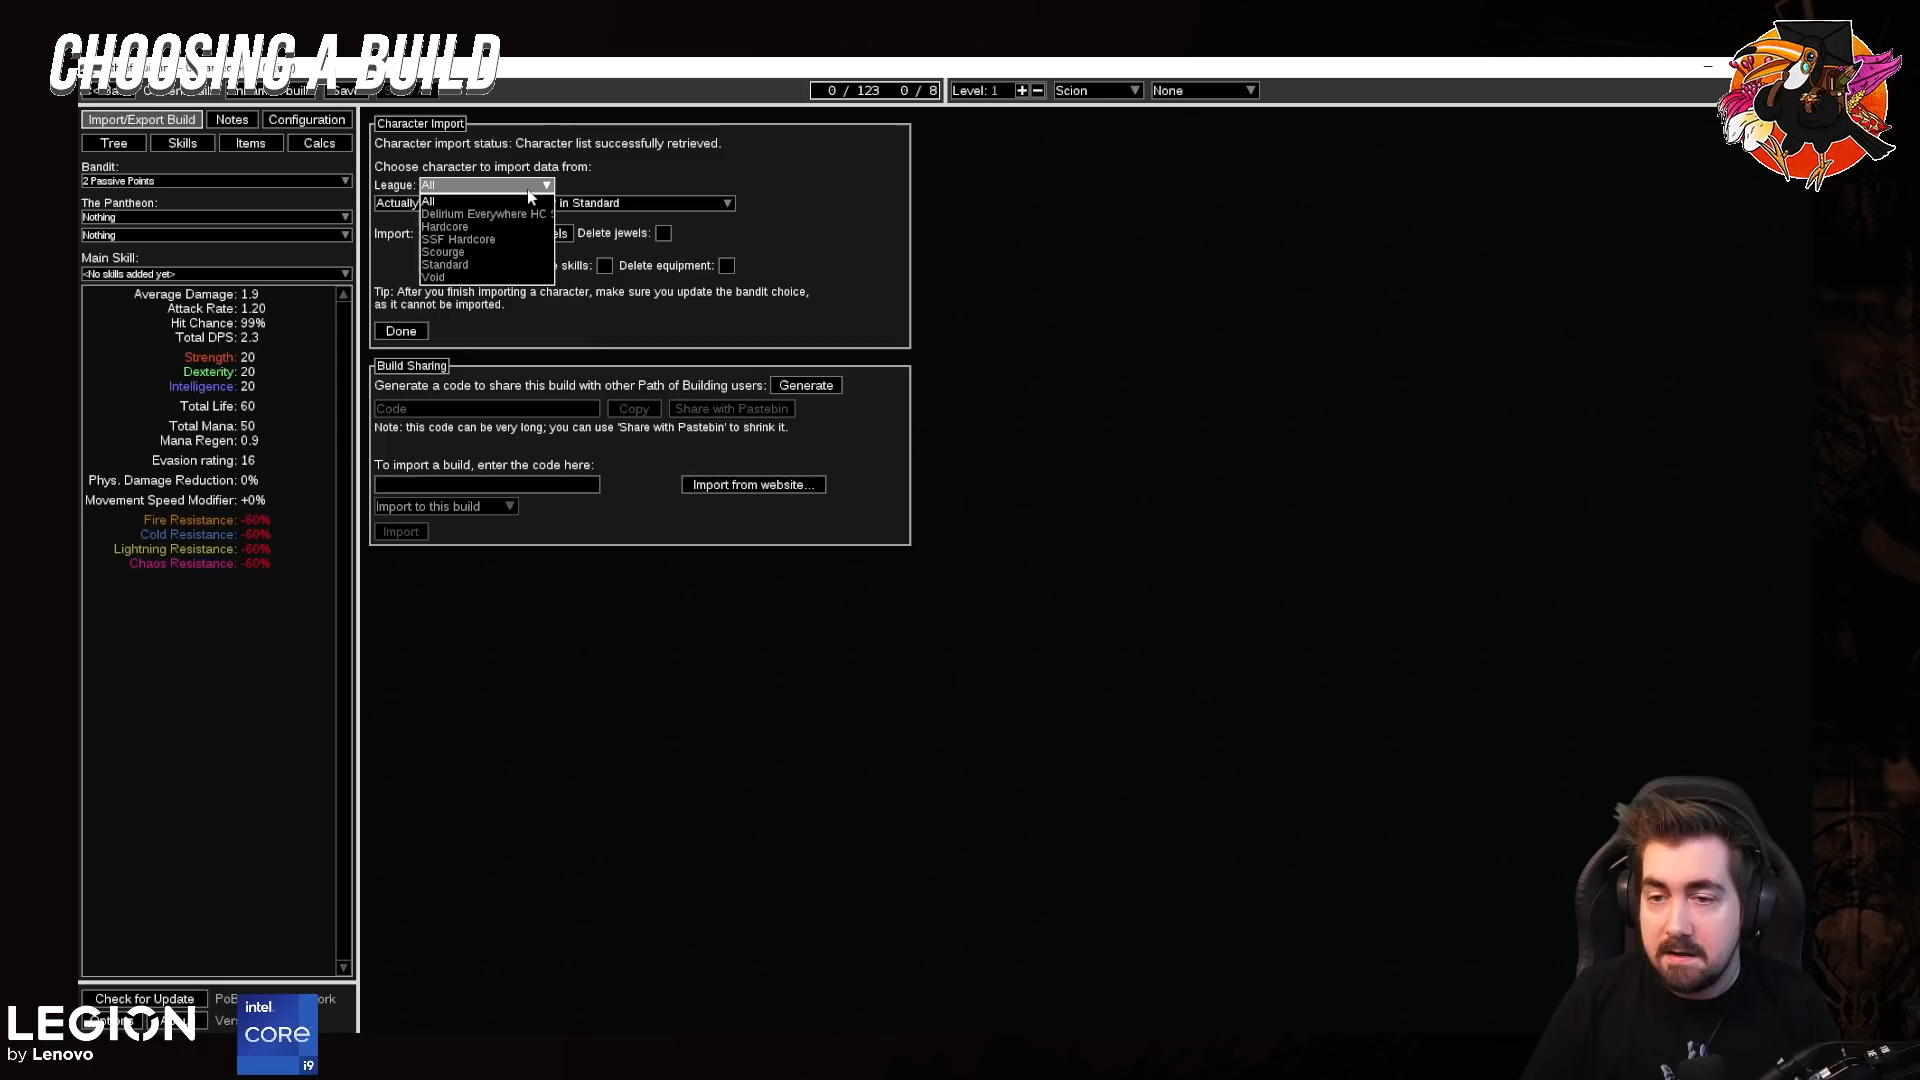 CHOOSING A BUILD
0 / 123 0 / 8
Level: 1
Scion
None
Import/Export Build
Notes
Configuration
Tree
Skills
Items
Calcs
Bandit:
2 Passive Points
The Pantheon:
Nothing
Nothing
Main Skill:
<No skills added yet>
Average Damage: 1.9
Attack Rate: 1.20
Hit Chance: 99%
Total DPS: 2.3
Strength: 20
Dexterity: 20
Intelligence: 20
Total Life: 60
Total Mana: 50
Mana Regen: 0.9
Evasion rating: 16
Phys. Damage Reduction: 0%
Movement Speed Modifier: +0%
Fire Resistance: -60%
Cold Resistance: -60%
Lightning Resistance: -60%
Chaos Resistance: -60%
Check for Update
Character Import
Character import status: Character list successfully retrieved.
Choose character to import data from:
League: All
All
Delirium Everywhere HC
Hardcore
SSF Hardcore
Scourge
Standard
Void
Actually
in Standard
Import:
els
Delete jewels:
skills:
Delete equipment:
Tip: After you finish importing a character, make sure you update the bandit choice,
as it cannot be imported.
Done
Build Sharing
Generate a code to share this build with other Path of Building users:
Generate
Code
Copy
Share with Pastebin
Note: this code can be very long; you can use 'Share with Pastebin' to shrink it.
To import a build, enter the code here:
Import from website...
Import to this build
Import
LEGION
by Lenovo
intel
CORE
i9